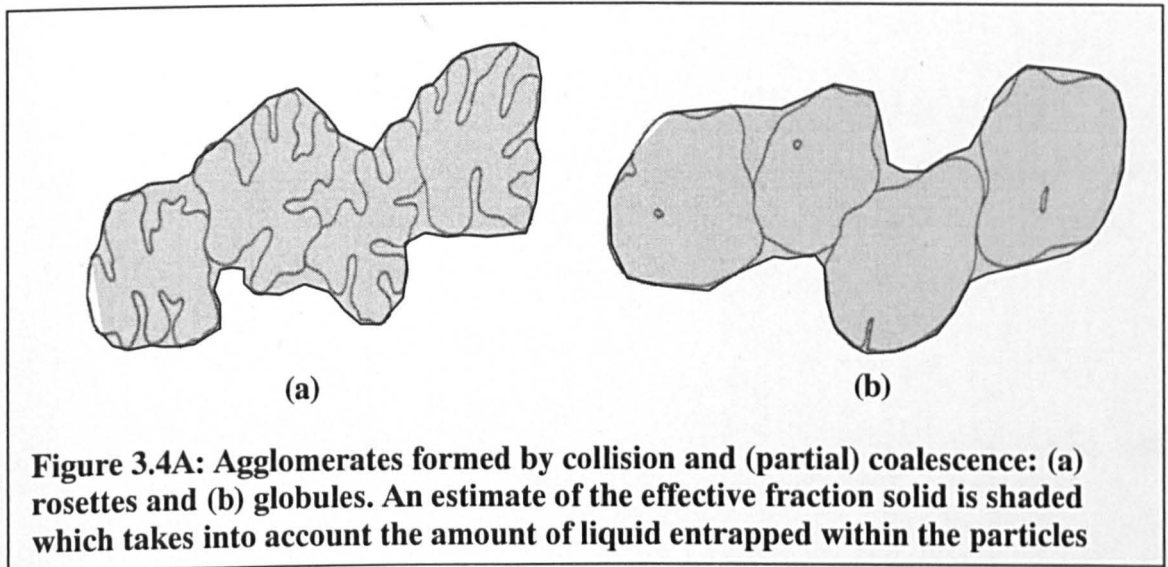 (a)
(b)
Figure 3.4A: Agglomerates formed by collision and (partial) coalescence: (a)
rosettes and (b) globules. An estimate of the effective fraction solid is shaded
which takes into account the amount of liquid entrapped within the particles